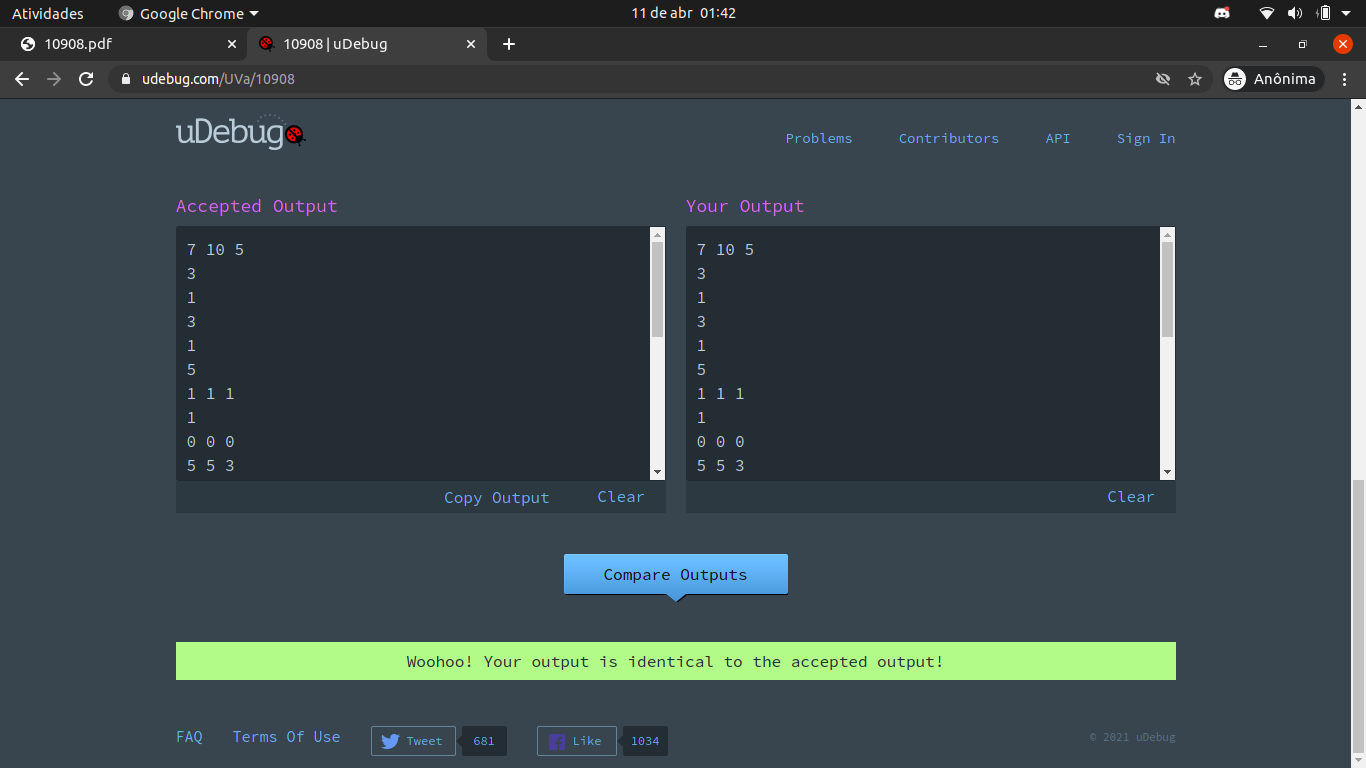 Atividades Google Chrome 11 de abr 01:42
10908.pdf 10908 | uDebug
udebug.com/UVa/10908 Anônima
uDebug Problems Contributors API Sign In
Accepted Output Your Output
7 10 5 7 10 5
3 3
1 1
3 3
1 1
5 5
1 1 1 1 1 1
1 1
0 0 0 0 0 0
5 5 3 5 5 3
Copy Output Clear Clear
Compare Outputs
Woohoo! Your output is identical to the accepted output!
FAQ Terms Of Use Tweet 681 Like 1034 © 2021 uDebug